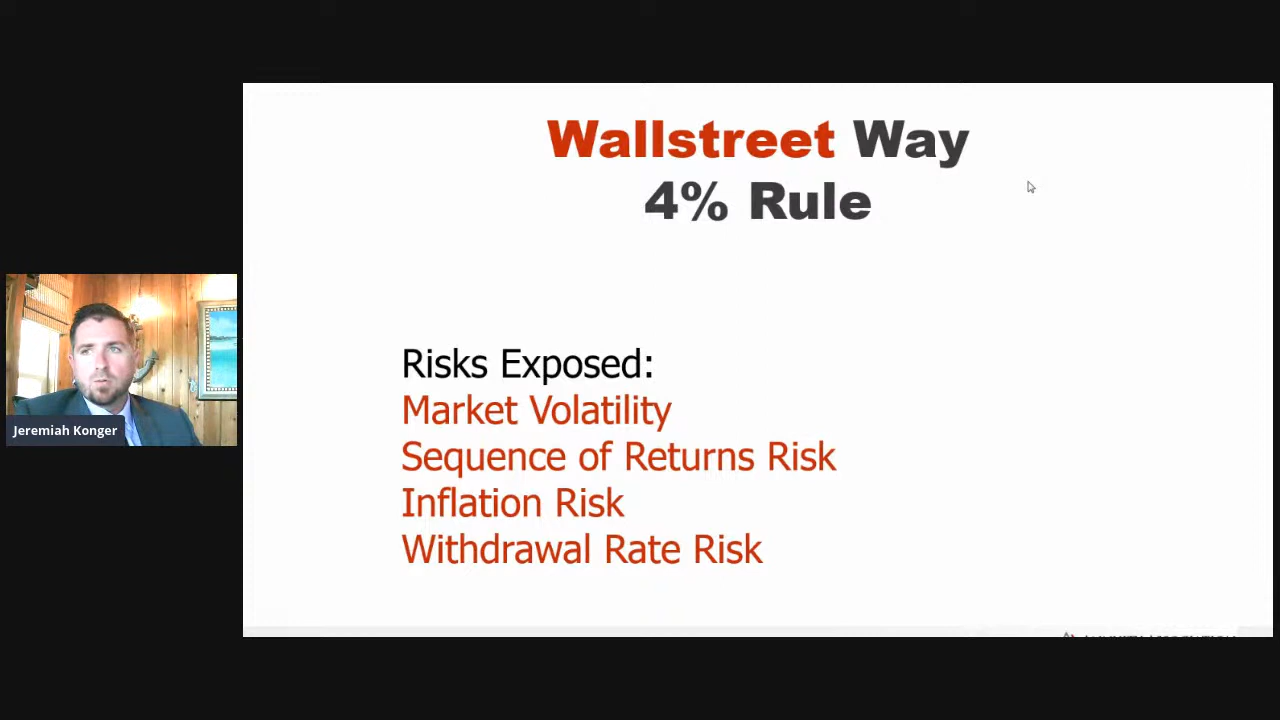 Wallstreet Way
4% Rule
Risks Exposed:
Market Volatility
Sequence of Returns Risk
Inflation Risk
Withdrawal Rate Risk
Jeremiah Konger